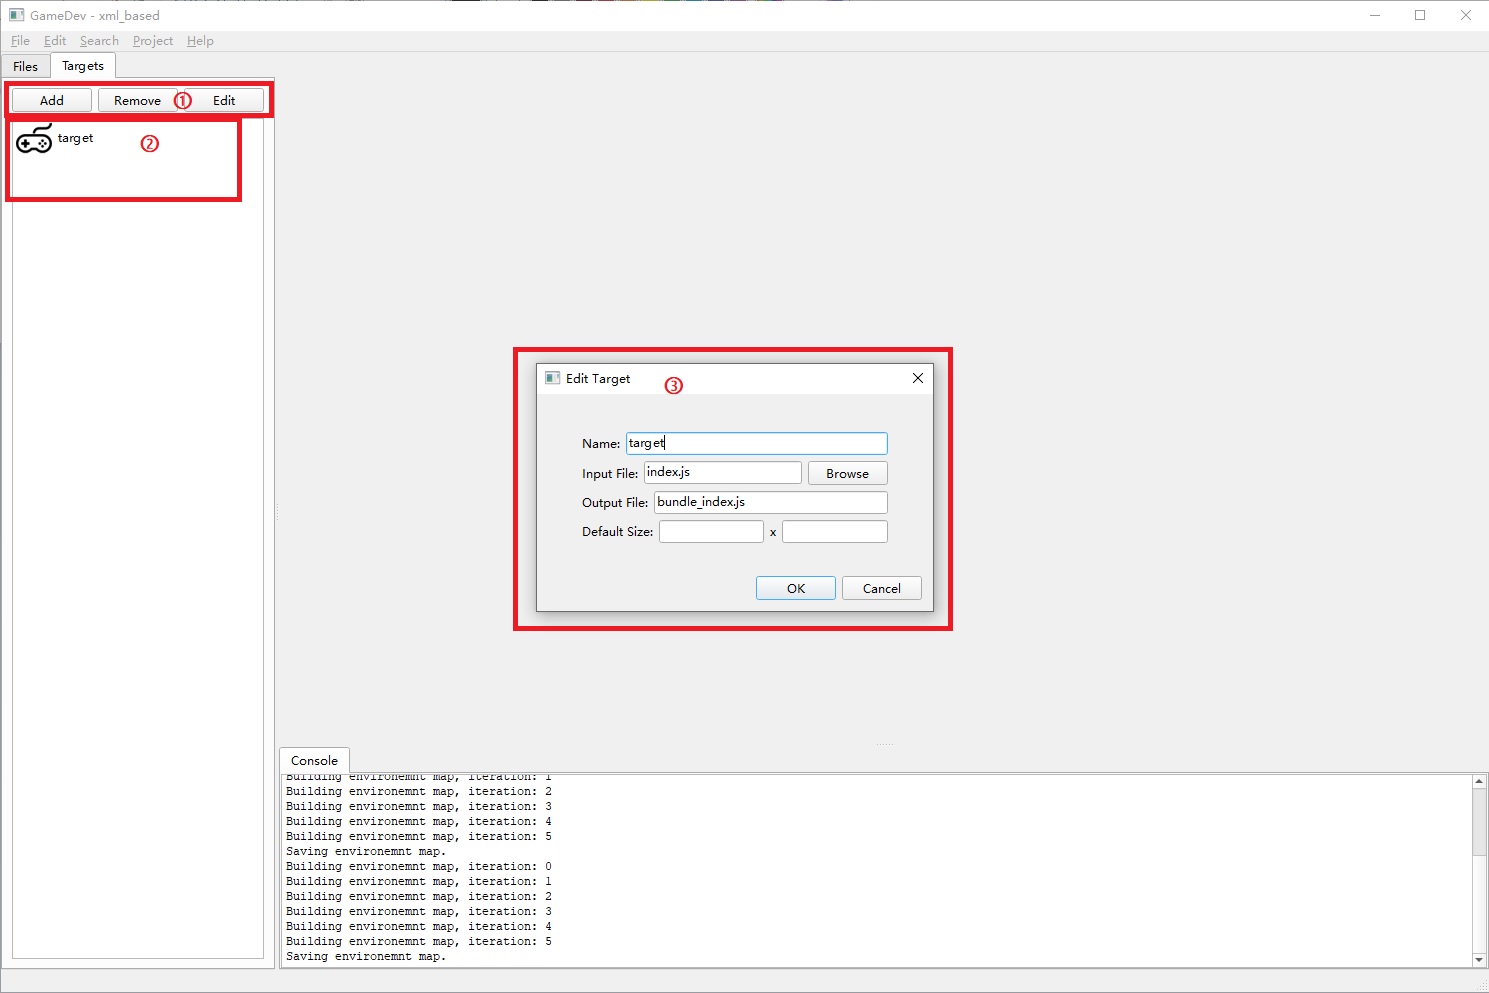 GameDev - xml_based
File Edit Search Project Help
Files Targets
Add Remove ① Edit
target ②
Edit Target ③
Name: target
Input File: index.js Browse
Output File: bundle_index.js
Default Size: x
OK Cancel
Console
Building environemnt map, iteration: 1
Building environemnt map, iteration: 2
Building environemnt map, iteration: 3
Building environemnt map, iteration: 4
Building environemnt map, iteration: 5
Saving environemnt map.
Building environemnt map, iteration: 0
Building environemnt map, iteration: 1
Building environemnt map, iteration: 2
Building environemnt map, iteration: 3
Building environemnt map, iteration: 4
Building environemnt map, iteration: 5
Saving environemnt map.